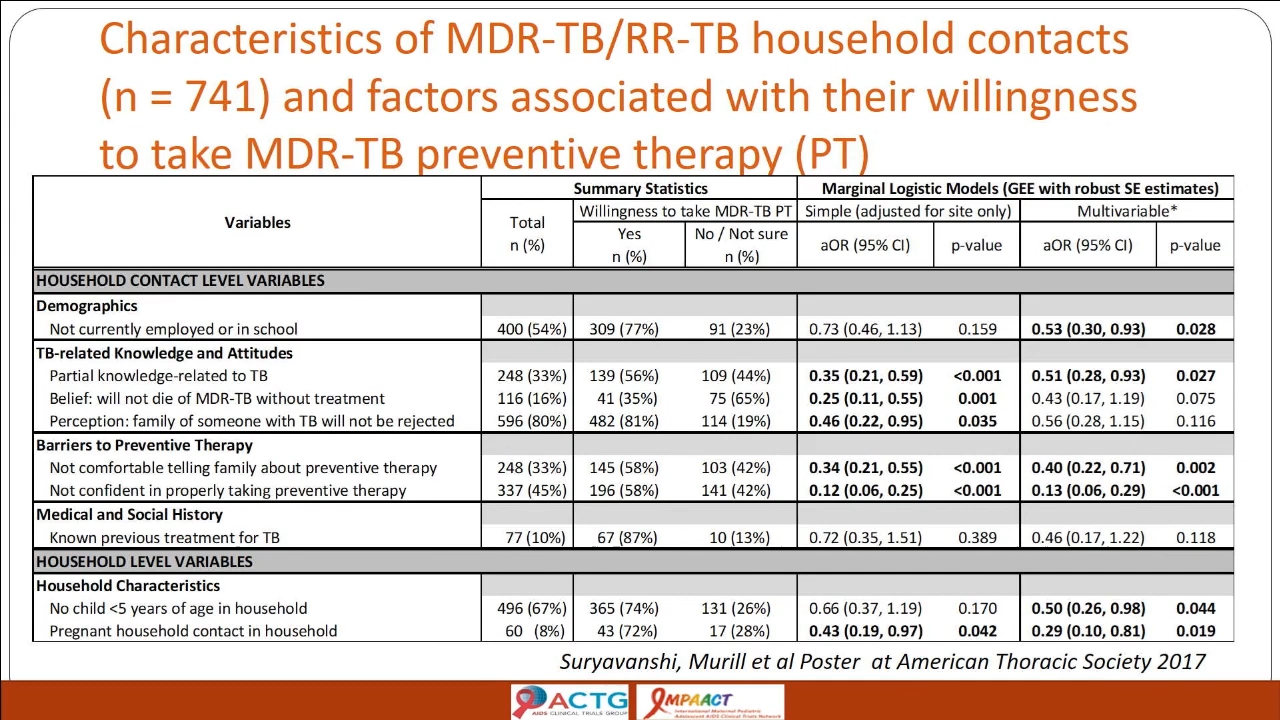 Characteristics of MDR-TB/RR-TB household contacts
(n = 741) and factors associated with their willingness
to take MDR-TB preventive therapy (PT)
Variables
Summary Statistics
Marginal Logistic Models (GEE with robust SE estimates)
Total
n (%)
Willingness to take MDR-TB PT
Simple (adjusted for site only)
Multivariable*
Yes
n (%)
No / Not sure
n (%)
aOR (95% CI)
p-value
aOR (95% CI)
p-value
HOUSEHOLD CONTACT LEVEL VARIABLES
Demographics
Not currently employed or in school 400 (54%) 309 (77%) 91 (23%) 0.73 (0.46, 1.13) 0.159 0.53 (0.30, 0.93) 0.028
TB-related Knowledge and Attitudes
Partial knowledge-related to TB 248 (33%) 139 (56%) 109 (44%) 0.35 (0.21, 0.59) <0.001 0.51 (0.28, 0.93) 0.027
Belief: will not die of MDR-TB without treatment 116 (16%) 41 (35%) 75 (65%) 0.25 (0.11, 0.55) 0.001 0.43 (0.17, 1.19) 0.075
Perception: family of someone with TB will not be rejected 596 (80%) 482 (81%) 114 (19%) 0.46 (0.22, 0.95) 0.035 0.56 (0.28, 1.15) 0.116
Barriers to Preventive Therapy
Not comfortable telling family about preventive therapy 248 (33%) 145 (58%) 103 (42%) 0.34 (0.21, 0.55) <0.001 0.40 (0.22, 0.71) 0.002
Not confident in properly taking preventive therapy 337 (45%) 196 (58%) 141 (42%) 0.12 (0.06, 0.25) <0.001 0.13 (0.06, 0.29) <0.001
Medical and Social History
Known previous treatment for TB 77 (10%) 67 (87%) 10 (13%) 0.72 (0.35, 1.51) 0.389 0.46 (0.17, 1.22) 0.118
HOUSEHOLD LEVEL VARIABLES
Household Characteristics
No child <5 years of age in household 496 (67%) 365 (74%) 131 (26%) 0.66 (0.37, 1.19) 0.170 0.50 (0.26, 0.98) 0.044
Pregnant household contact in household 60 (8%) 43 (72%) 17 (28%) 0.43 (0.19, 0.97) 0.042 0.29 (0.10, 0.81) 0.019
Suryavanshi, Murill et al Poster at American Thoracic Society 2017
ACTG
AIDS CLINICAL TRIALS GROUP
IMPAACT
International Maternal Pediatric
Adolescent AIDS Clinical Trials Network